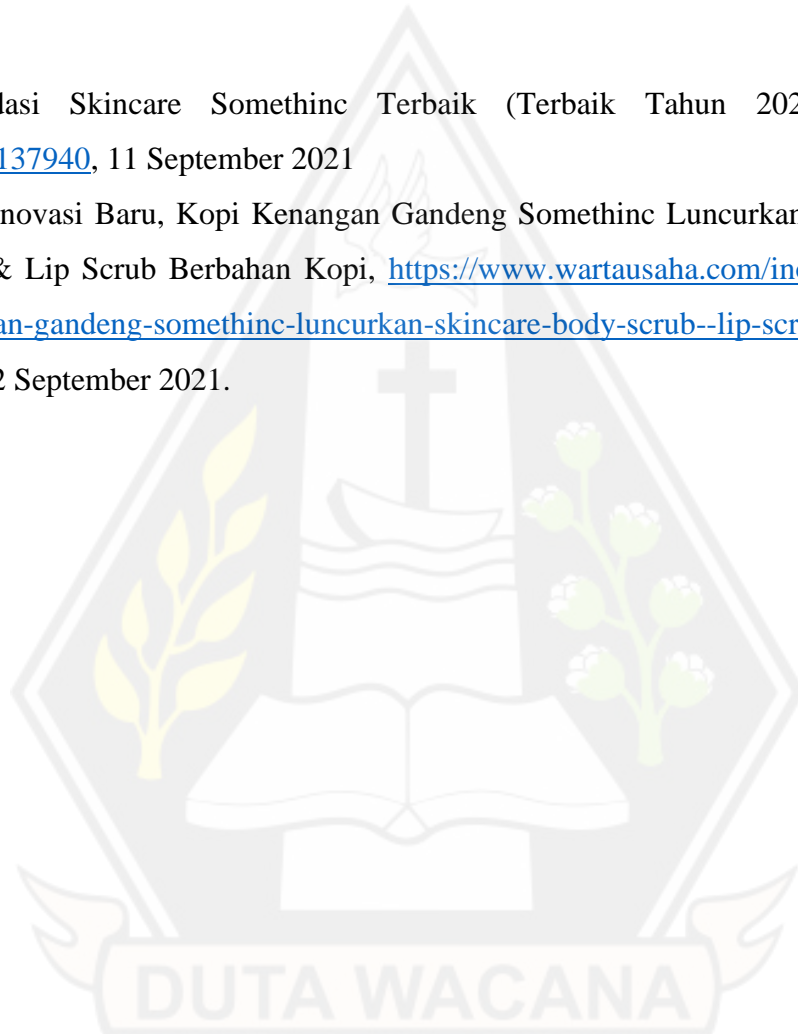 dasi Skincare Somethinc Terbaik (Terbaik Tahun 202
137940, 11 September 2021
novasi Baru, Kopi Kenangan Gandeng Somethinc Luncurkan
& Lip Scrub Berbahan Kopi, https://www.wartausaha.com/in
an-gandeng-somethinc-luncurkan-skincare-body-scrub--lip-scr
2 September 2021.
DUTA WACANA